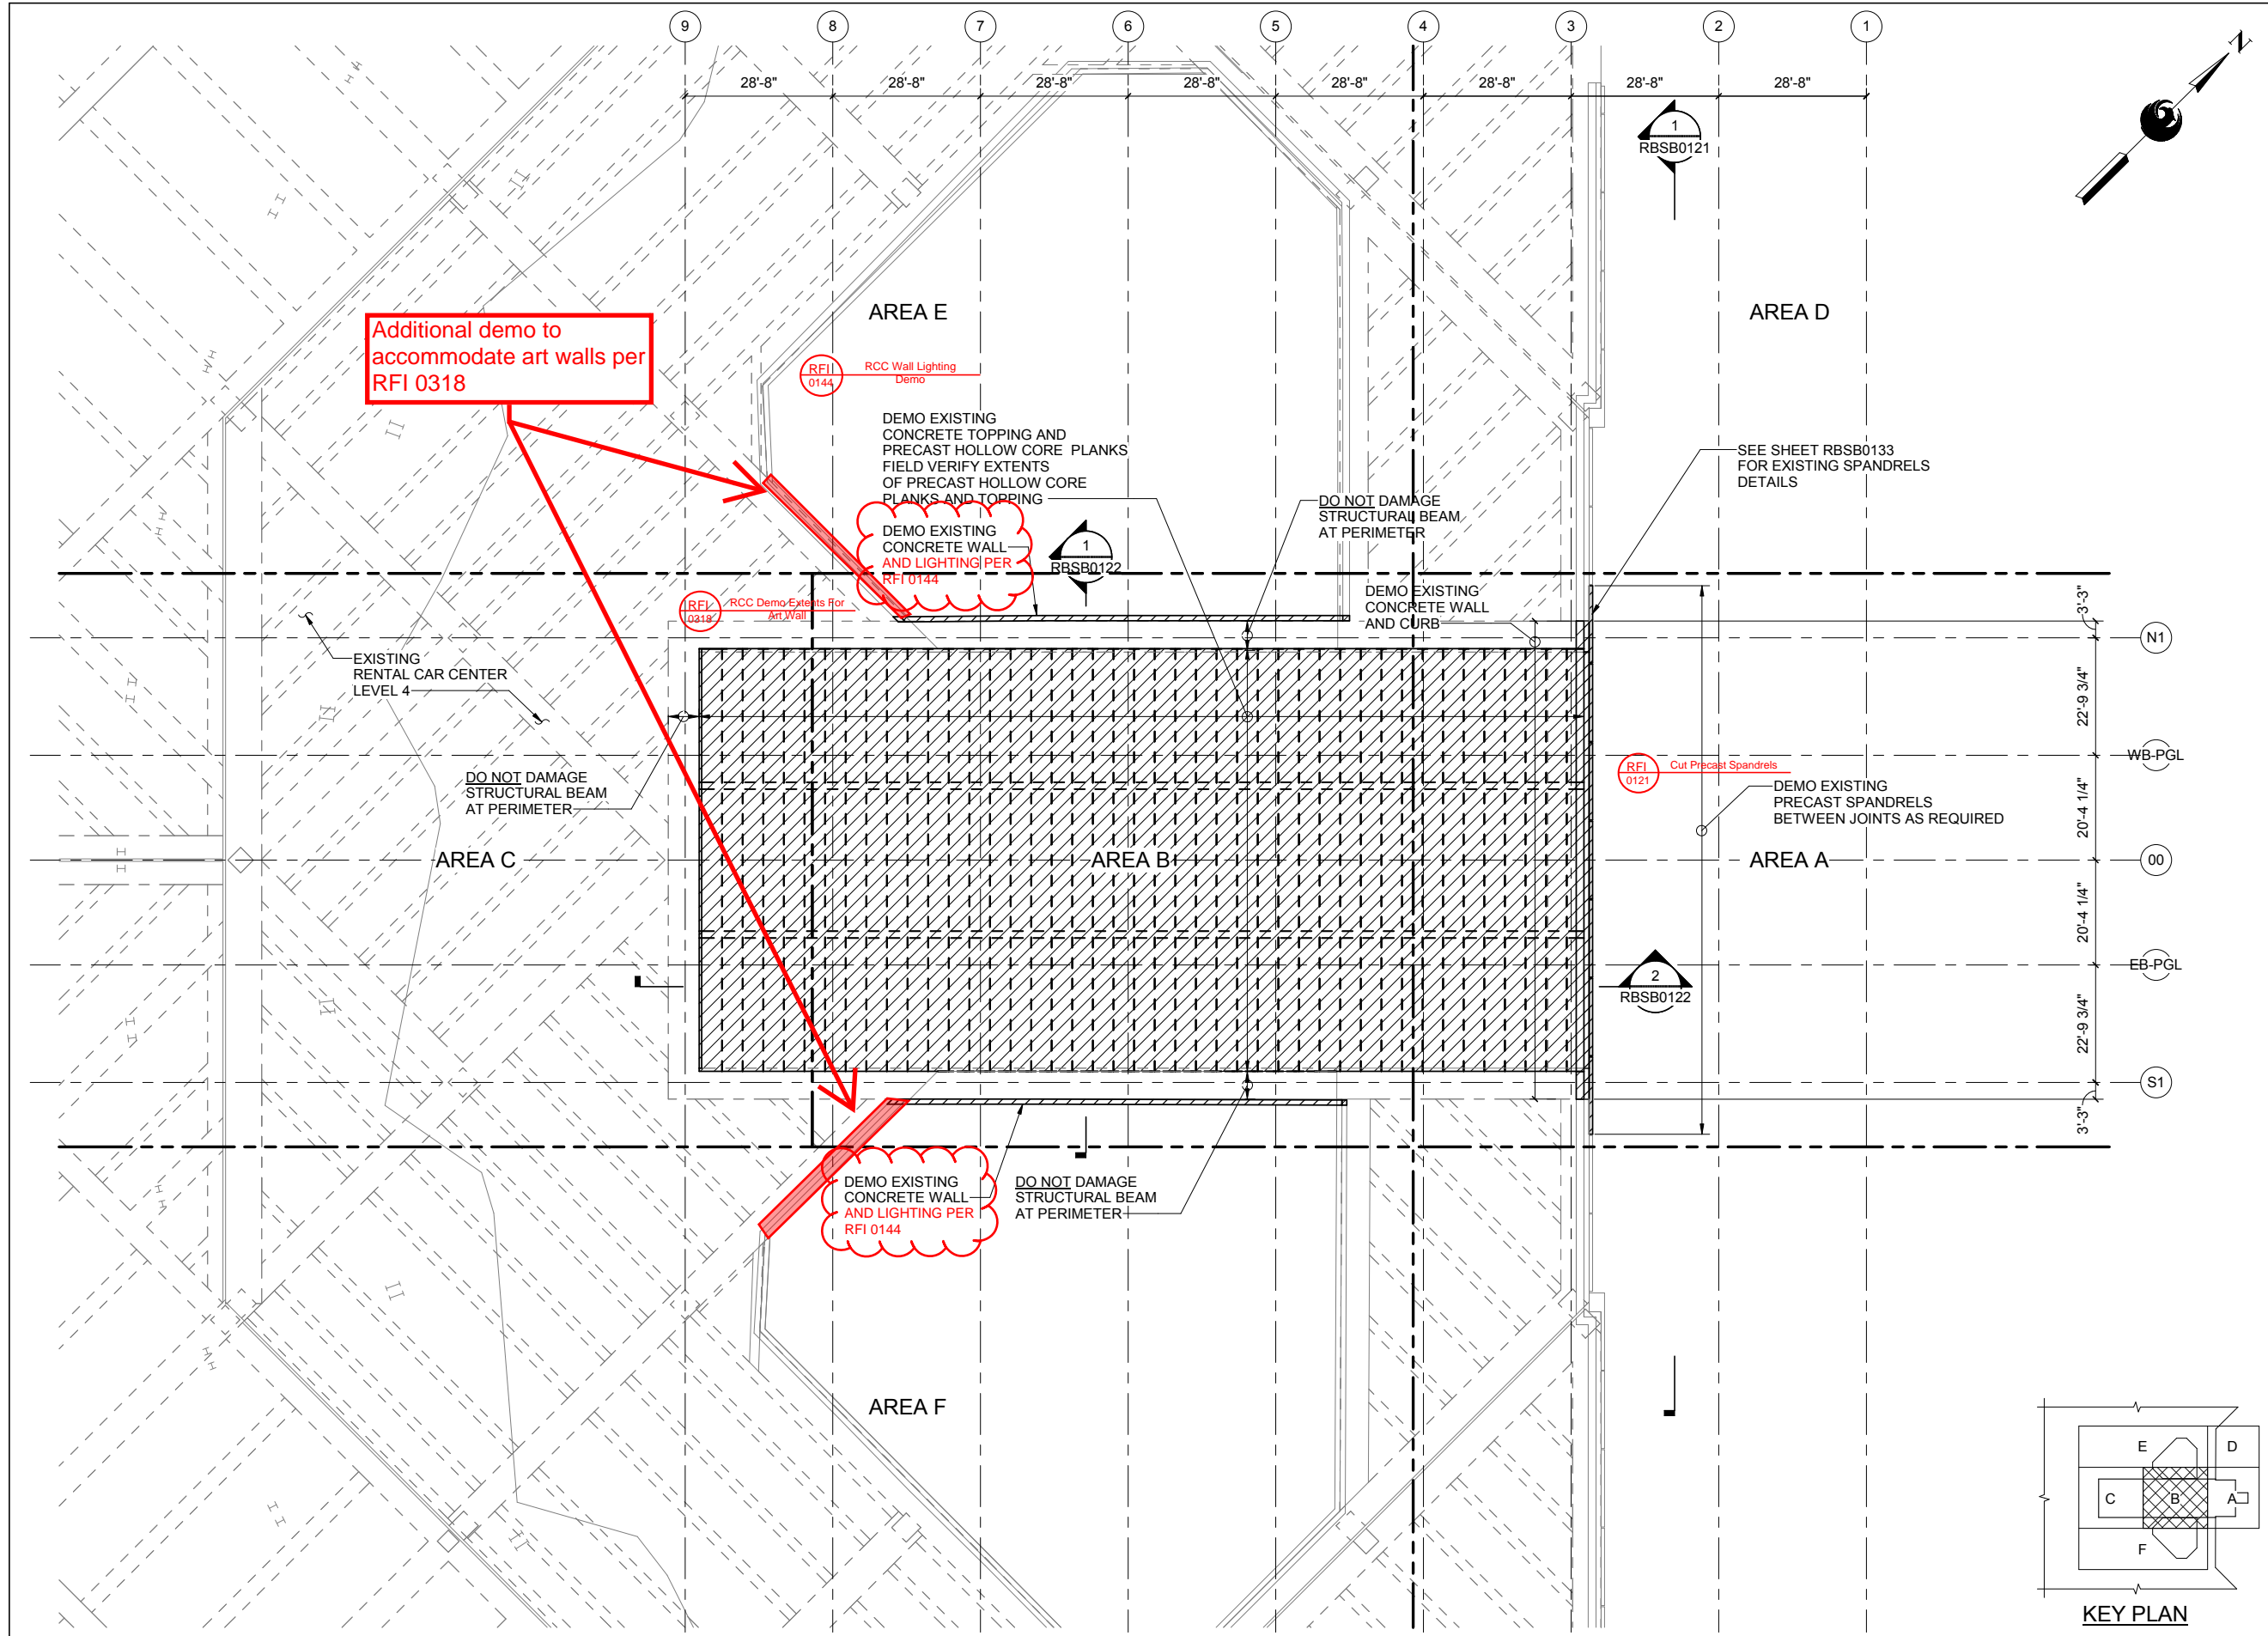 9
8
7
6
5
4
3
2
1
N
28'-8"
28'-8"
28'-8"
28'-8"
28'-8"
28'-8"
28'-8"
28'-8"
1
RBSB0121
AREA E
AREA D
Additional demo to
accommodate art walls per
RFI 0318
RFI
0144
RCC Wall Lighting
Demo
DEMO EXISTING
CONCRETE TOPPING AND
PRECAST HOLLOW CORE PLANKS
FIELD VERIFY EXTENTS
OF PRECAST HOLLOW CORE
PLANKS AND TOPPING
SEE SHEET RBSB0133
FOR EXISTING SPANDRELS
DETAILS
DO NOT DAMAGE
STRUCTURAL BEAM
AT PERIMETER
DEMO EXISTING
CONCRETE WALL
AND LIGHTING PER
RFI 0144
1
RBSB0122
DEMO EXISTING
CONCRETE WALL
AND CURB
RFI
0318
RCC Demo Extents For
Art Wall
3'-3"
N1
EXISTING
RENTAL CAR CENTER
LEVEL 4
22'-9 3/4"
WB-PGL
RFI
0121
Cut Precast Spandrels
DO NOT DAMAGE
STRUCTURAL BEAM
AT PERIMETER
DEMO EXISTING
PRECAST SPANDRELS
BETWEEN JOINTS AS REQUIRED
20'-4 1/4"
AREA C
AREA B
AREA A
00
20'-4 1/4"
EB-PGL
2
RBSB0122
22'-9 3/4"
S1
3'-3"
DEMO EXISTING
CONCRETE WALL
AND LIGHTING PER
RFI 0144
DO NOT DAMAGE
STRUCTURAL BEAM
AT PERIMETER
AREA F
E
D
C
B
A
F
KEY PLAN